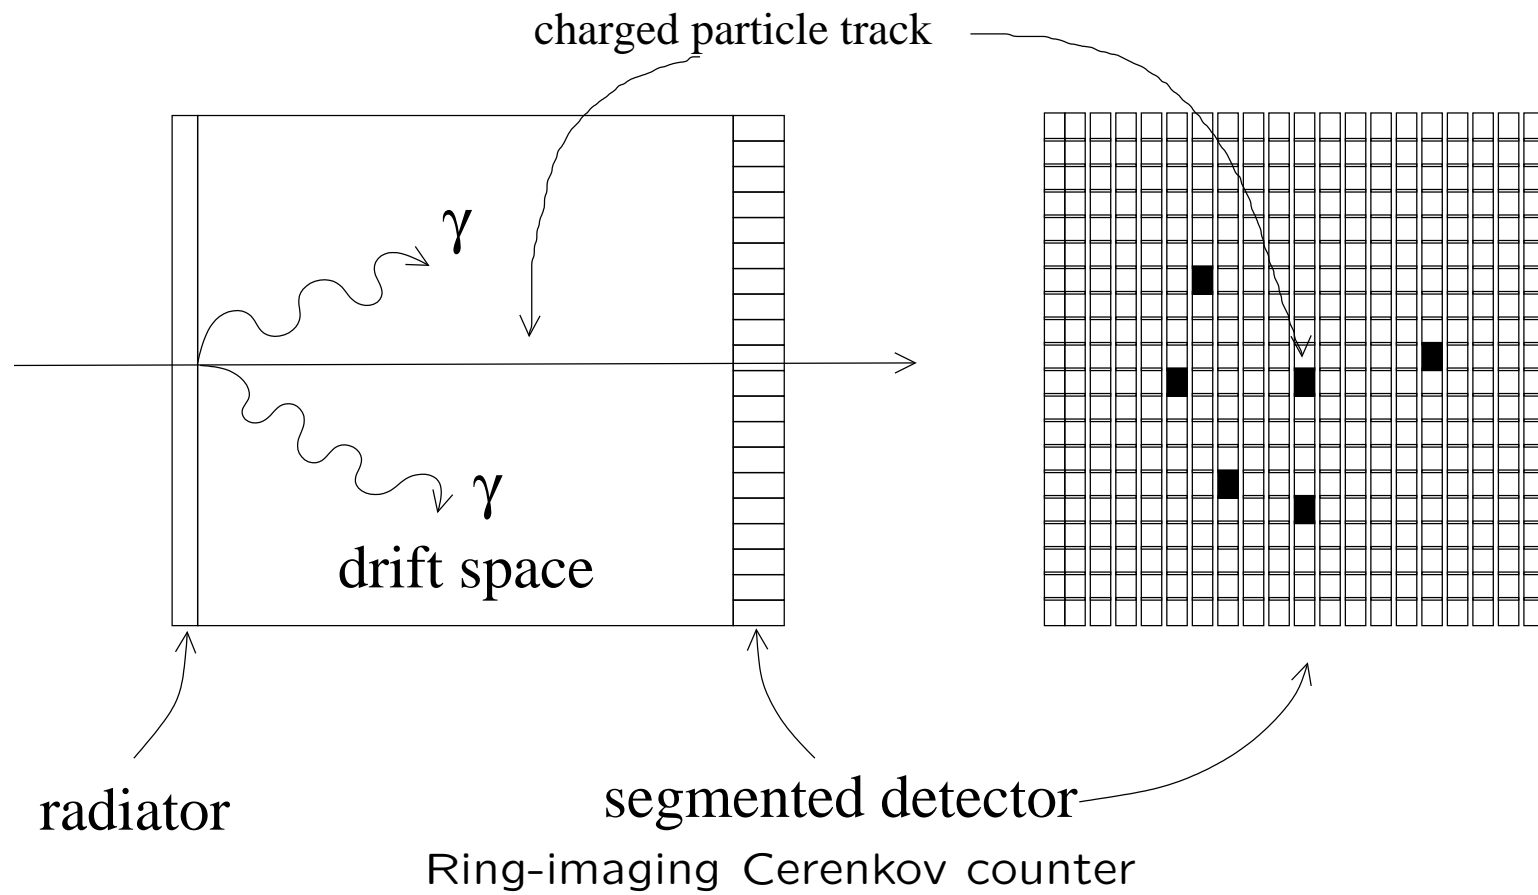 charged particle track
γ
γ
drift space
radiator
segmented detector
Ring-imaging Cerenkov counter